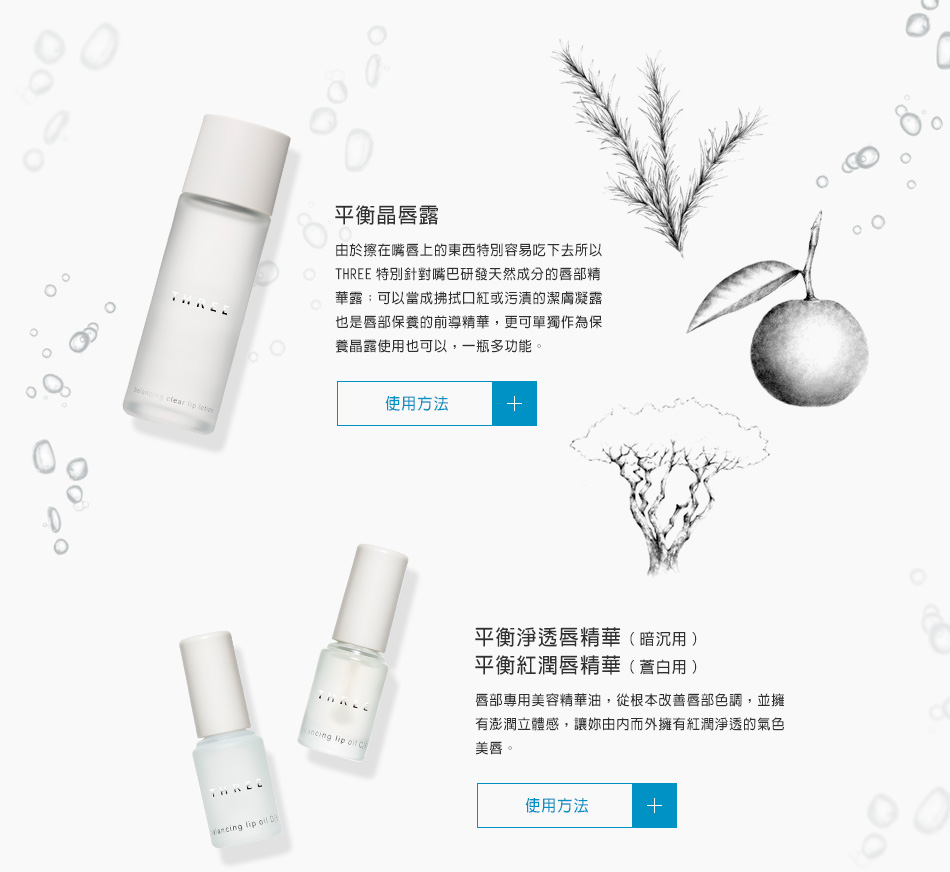 平衡晶唇露
由於擦在嘴唇上的東西特別容易吃下去所以
THREE 特別針對嘴巴研發天然成分的唇部精
華露：可以當成拂拭口紅或污漬的潔膚凝露
也是唇部保養的前導精華，更可單獨作為保
養晶露使用也可以，一瓶多功能。
使用方法
THREE
balancing clear lip lotion
平衡淨透唇精華（暗沉用）
平衡紅潤唇精華（蒼白用）
唇部專用美容精華油，從根本改善唇部色調，並擁
有澎潤立體感，讓妳由內而外擁有紅潤淨透的氣色
美唇。
使用方法
THREE
balancing lip oil
THREE
balancing lip oil